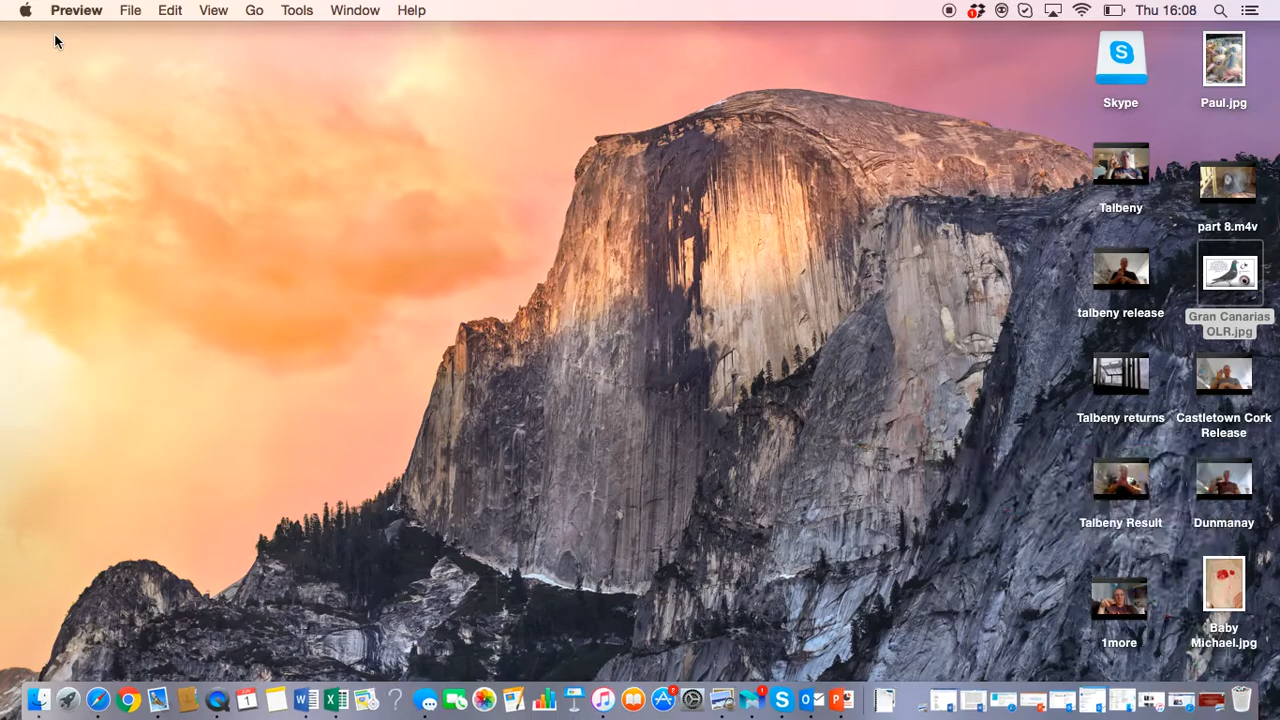 Preview File Edit View Go Tools Window Help Thu 16:08
Skype
Paul.jpg
Talbeny
part 8.m4v
talbeny release
Gran Canarias
OLR.jpg
Talbeny returns
Castletown Cork
Release
Talbeny Result
Dunmanay
1more
Baby
Michael.jpg